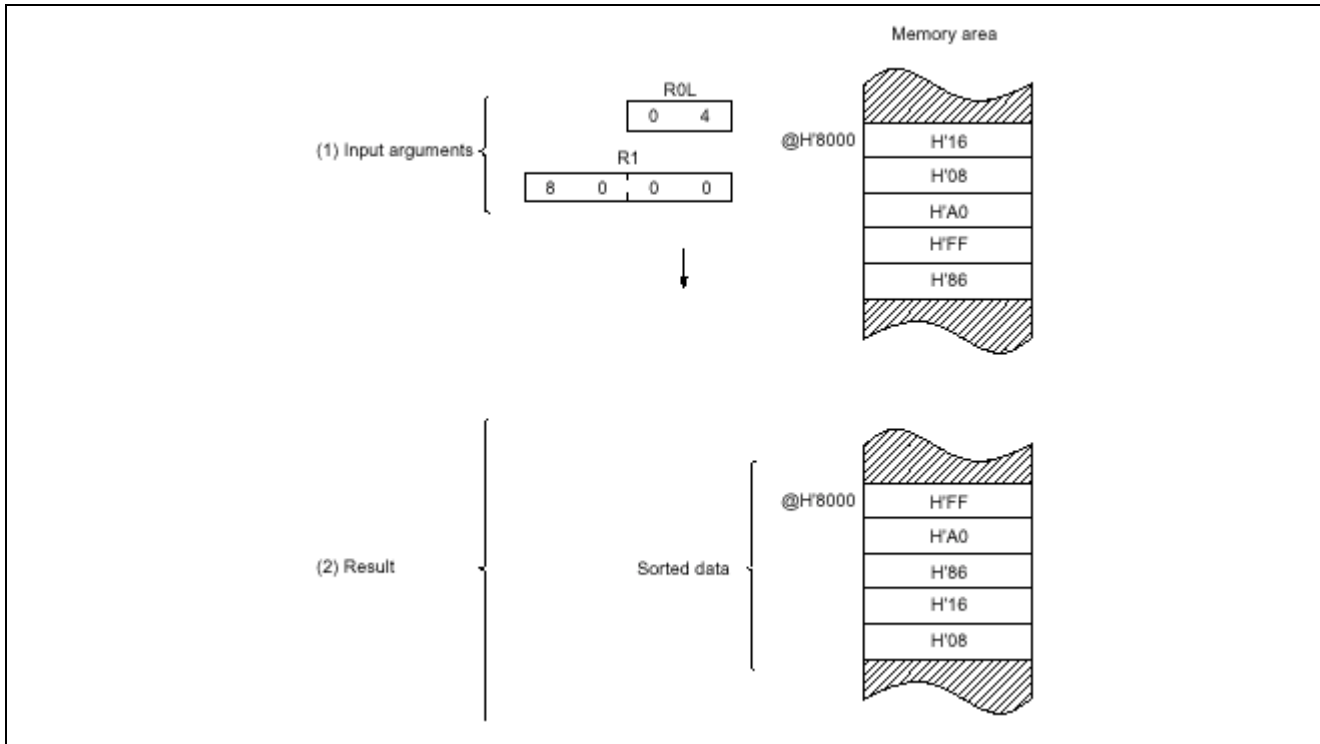 Memory area
R0L
0 4
(1) Input arguments
R1
8 0 0 0
@H'8000
H'16
H'08
H'A0
H'FF
H'86
(2) Result
Sorted data
@H'8000
H'FF
H'A0
H'86
H'16
H'08